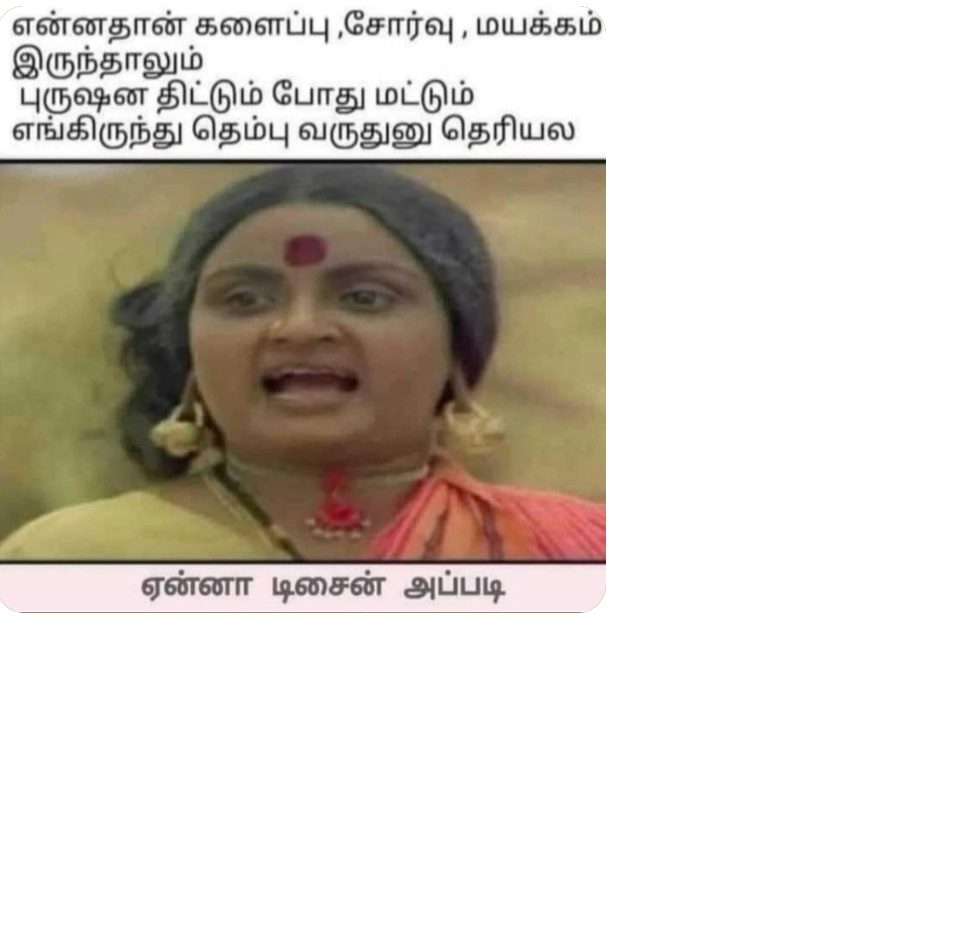 என்னதான் களைப்பு ,சோர்வு , மயக்கம்
இருந்தாலும்
புருஷன திட்டும் போது மட்டும்
எங்கிருந்து தெம்பு வருதுனு தெரியல
ஏன்னா டிசைன் அப்படி